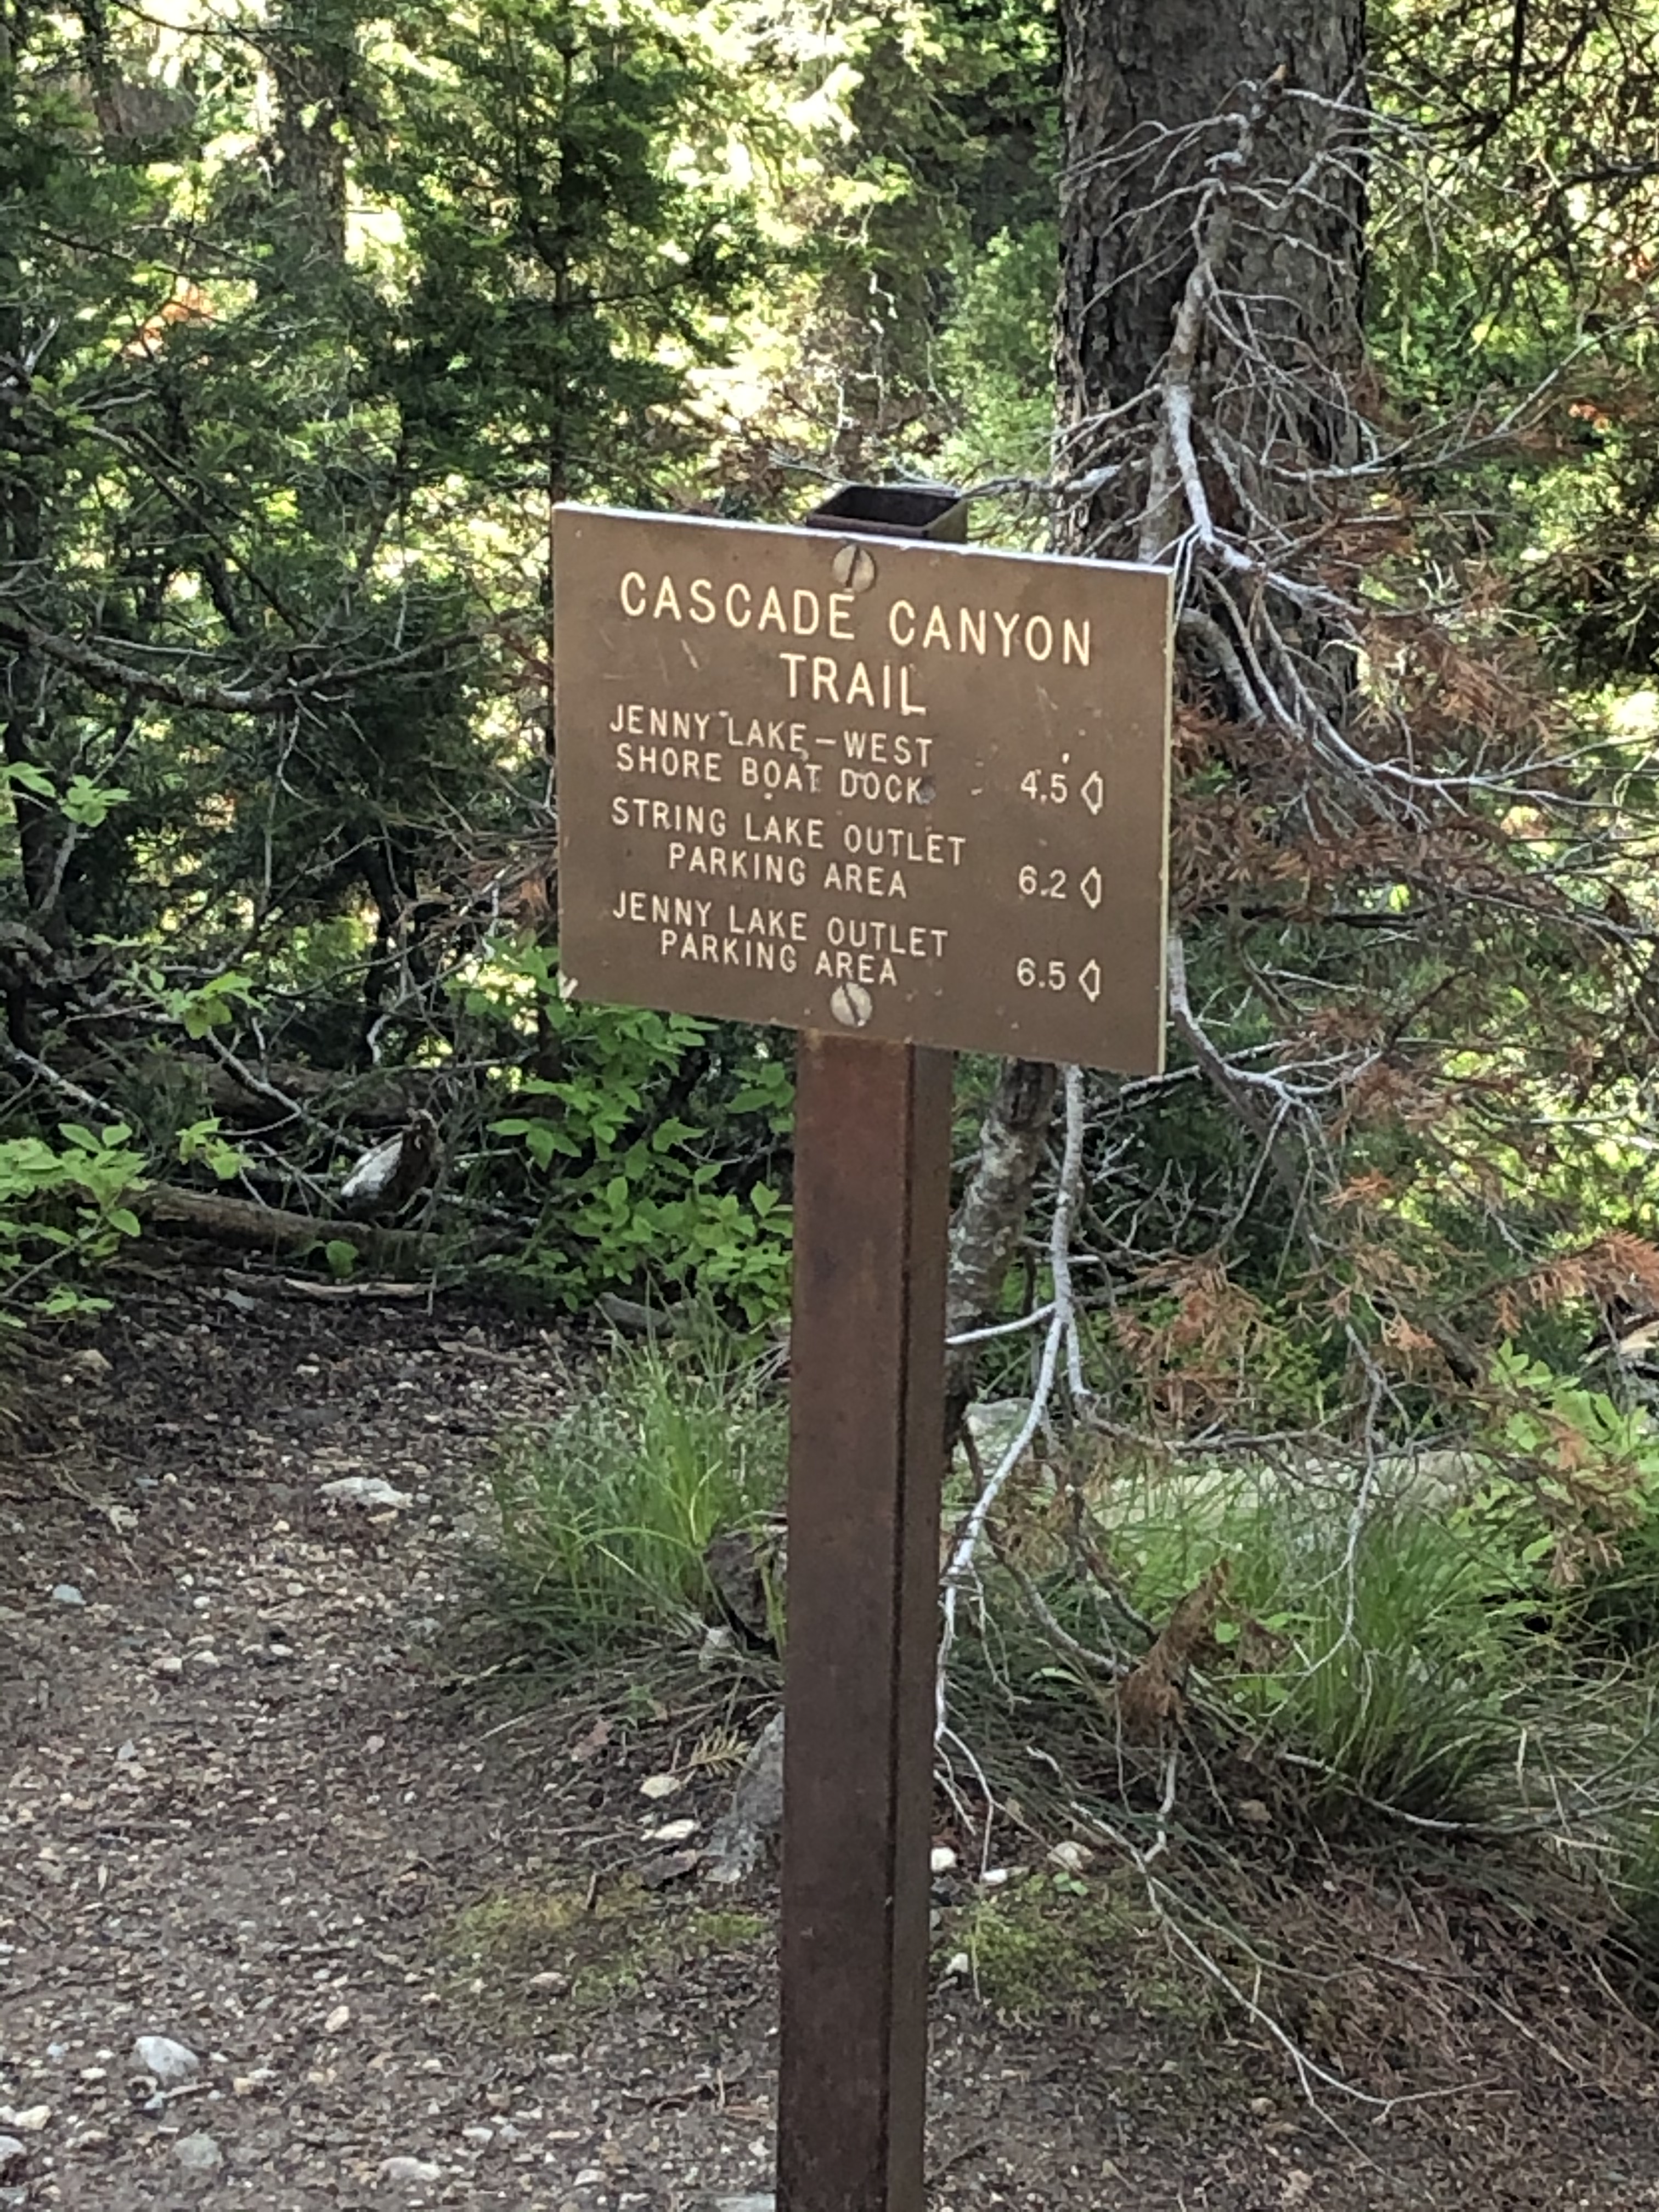 CASCADE CANYON
TRAIL
JENNY LAKE–WEST
SHORE BOAT DOCK 4.5
STRING LAKE OUTLET
PARKING AREA 6.2
JENNY LAKE OUTLET
PARKING AREA 6.5